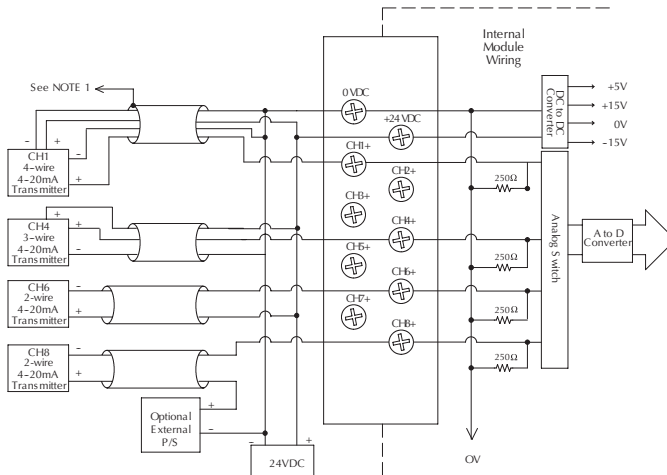 Internal
Module
Wiring
See NOTE 1
0VDC
+24VDC
DC to DC
Converter
+5V
+15V
0V
-15V
-
+
-
+
CH1
4-wire
4-20mA
Transmitter
CH1+
CH2+
CH3+
CH4+
CH5+
CH6+
CH7+
CH8+
250Ω
250Ω
250Ω
250Ω
Analog Switch
A to D
Converter
+
+
-
CH4
3-wire
4-20mA
Transmitter
-
+
CH6
2-wire
4-20mA
Transmitter
-
+
CH8
2-wire
4-20mA
Transmitter
Optional
External
P/S
+
-
-
+
24VDC
0V